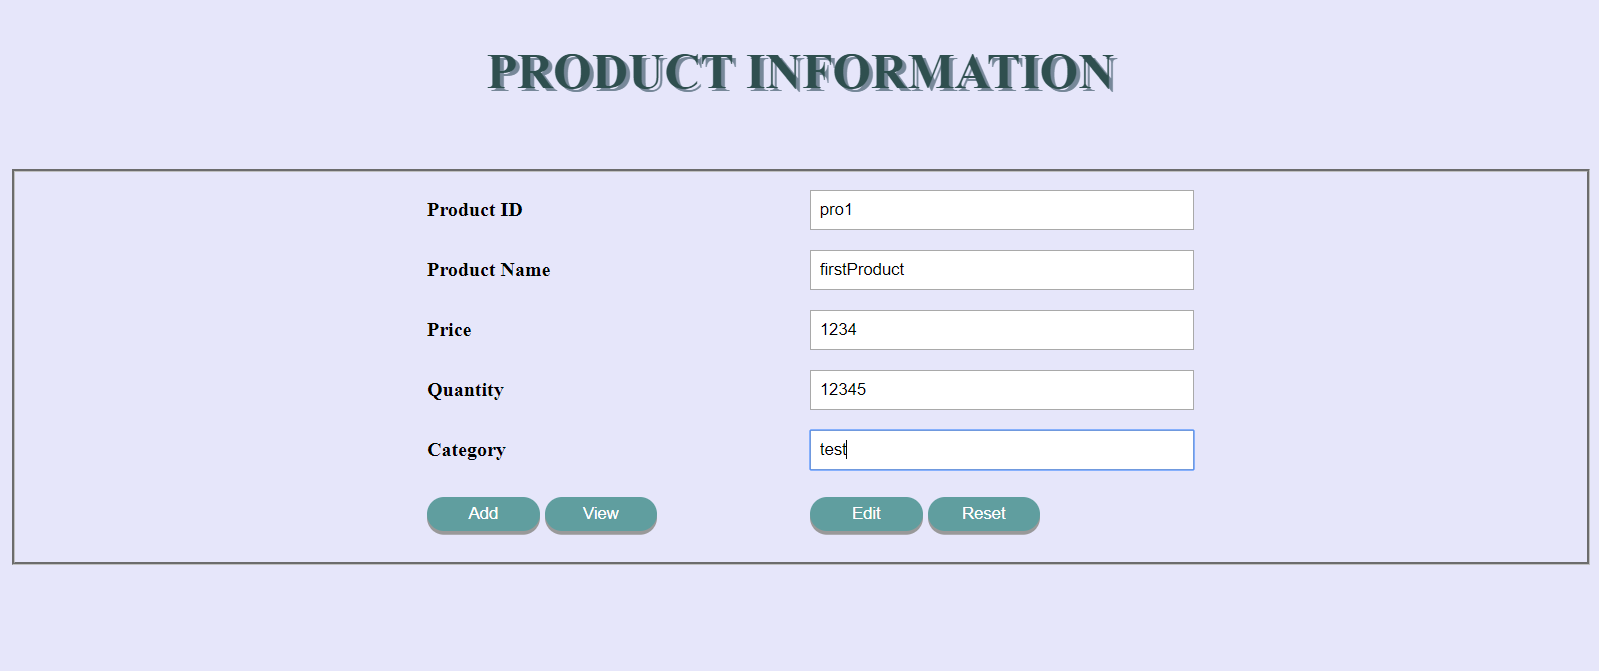 PRODUCT INFORMATION
Product ID pro1
Product Name firstProduct
Price 1234
Quantity 12345
Category test
Add View Edit Reset